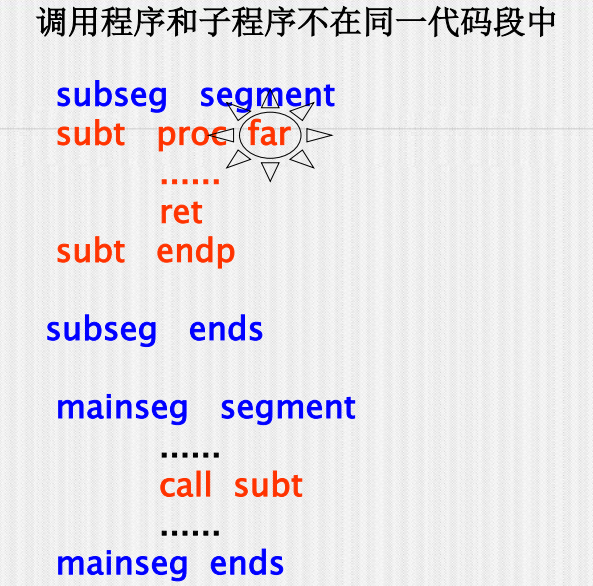 调用程序和子程序不在同一代码段中
subseg segment
subt proc far
......
ret
subt endp
subseg ends
mainseg segment
......
call subt
......
mainseg ends